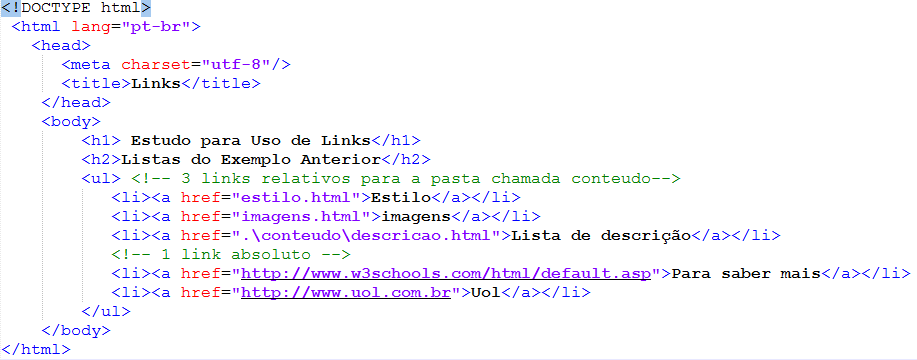 <!DOCTYPE html>
<html lang="pt-br">
<head>
<meta charset="utf-8"/>
<title>Links</title>
</head>
<body>
<h1> Estudo para Uso de Links</h1>
<h2>Listas do Exemplo Anterior</h2>
<ul> <!-- 3 links relativos para a pasta chamada conteudo-->
<li><a href="estilo.html">Estilo</a></li>
<li><a href="imagens.html">imagens</a></li>
<li><a href=".\conteudo\descricao.html">Lista de descrição</a></li>
<!-- 1 link absoluto -->
<li><a href="http://www.w3schools.com/html/default.asp">Para saber mais</a></li>
<li><a href="http://www.uol.com.br">Uol</a></li>
</ul>
</body>
</html>